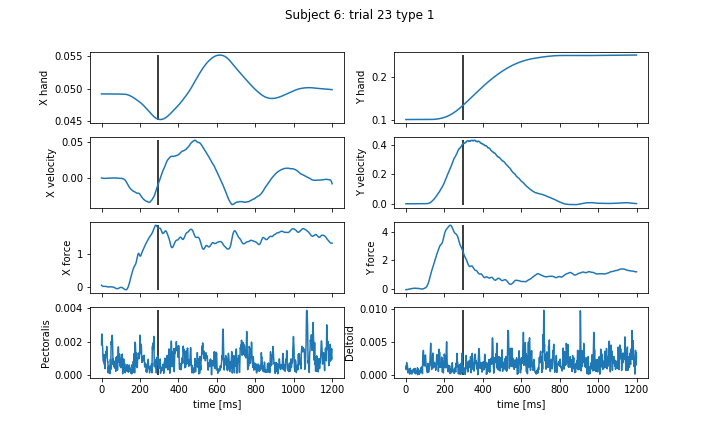 Subject 6: trial 23 type 1
0.055
0.050
0.045
X hand
0.2
0.1
Y hand
0.05
0.00
X velocity
0.4
0.2
0.0
Y velocity
1
0
X force
4
2
0
Y force
0.004
0.002
0.000
Pectoralis
0 200 400 600 800 1000 1200
time [ms]
0.010
0.005
0.000
Deltoid
0 200 400 600 800 1000 1200
time [ms]